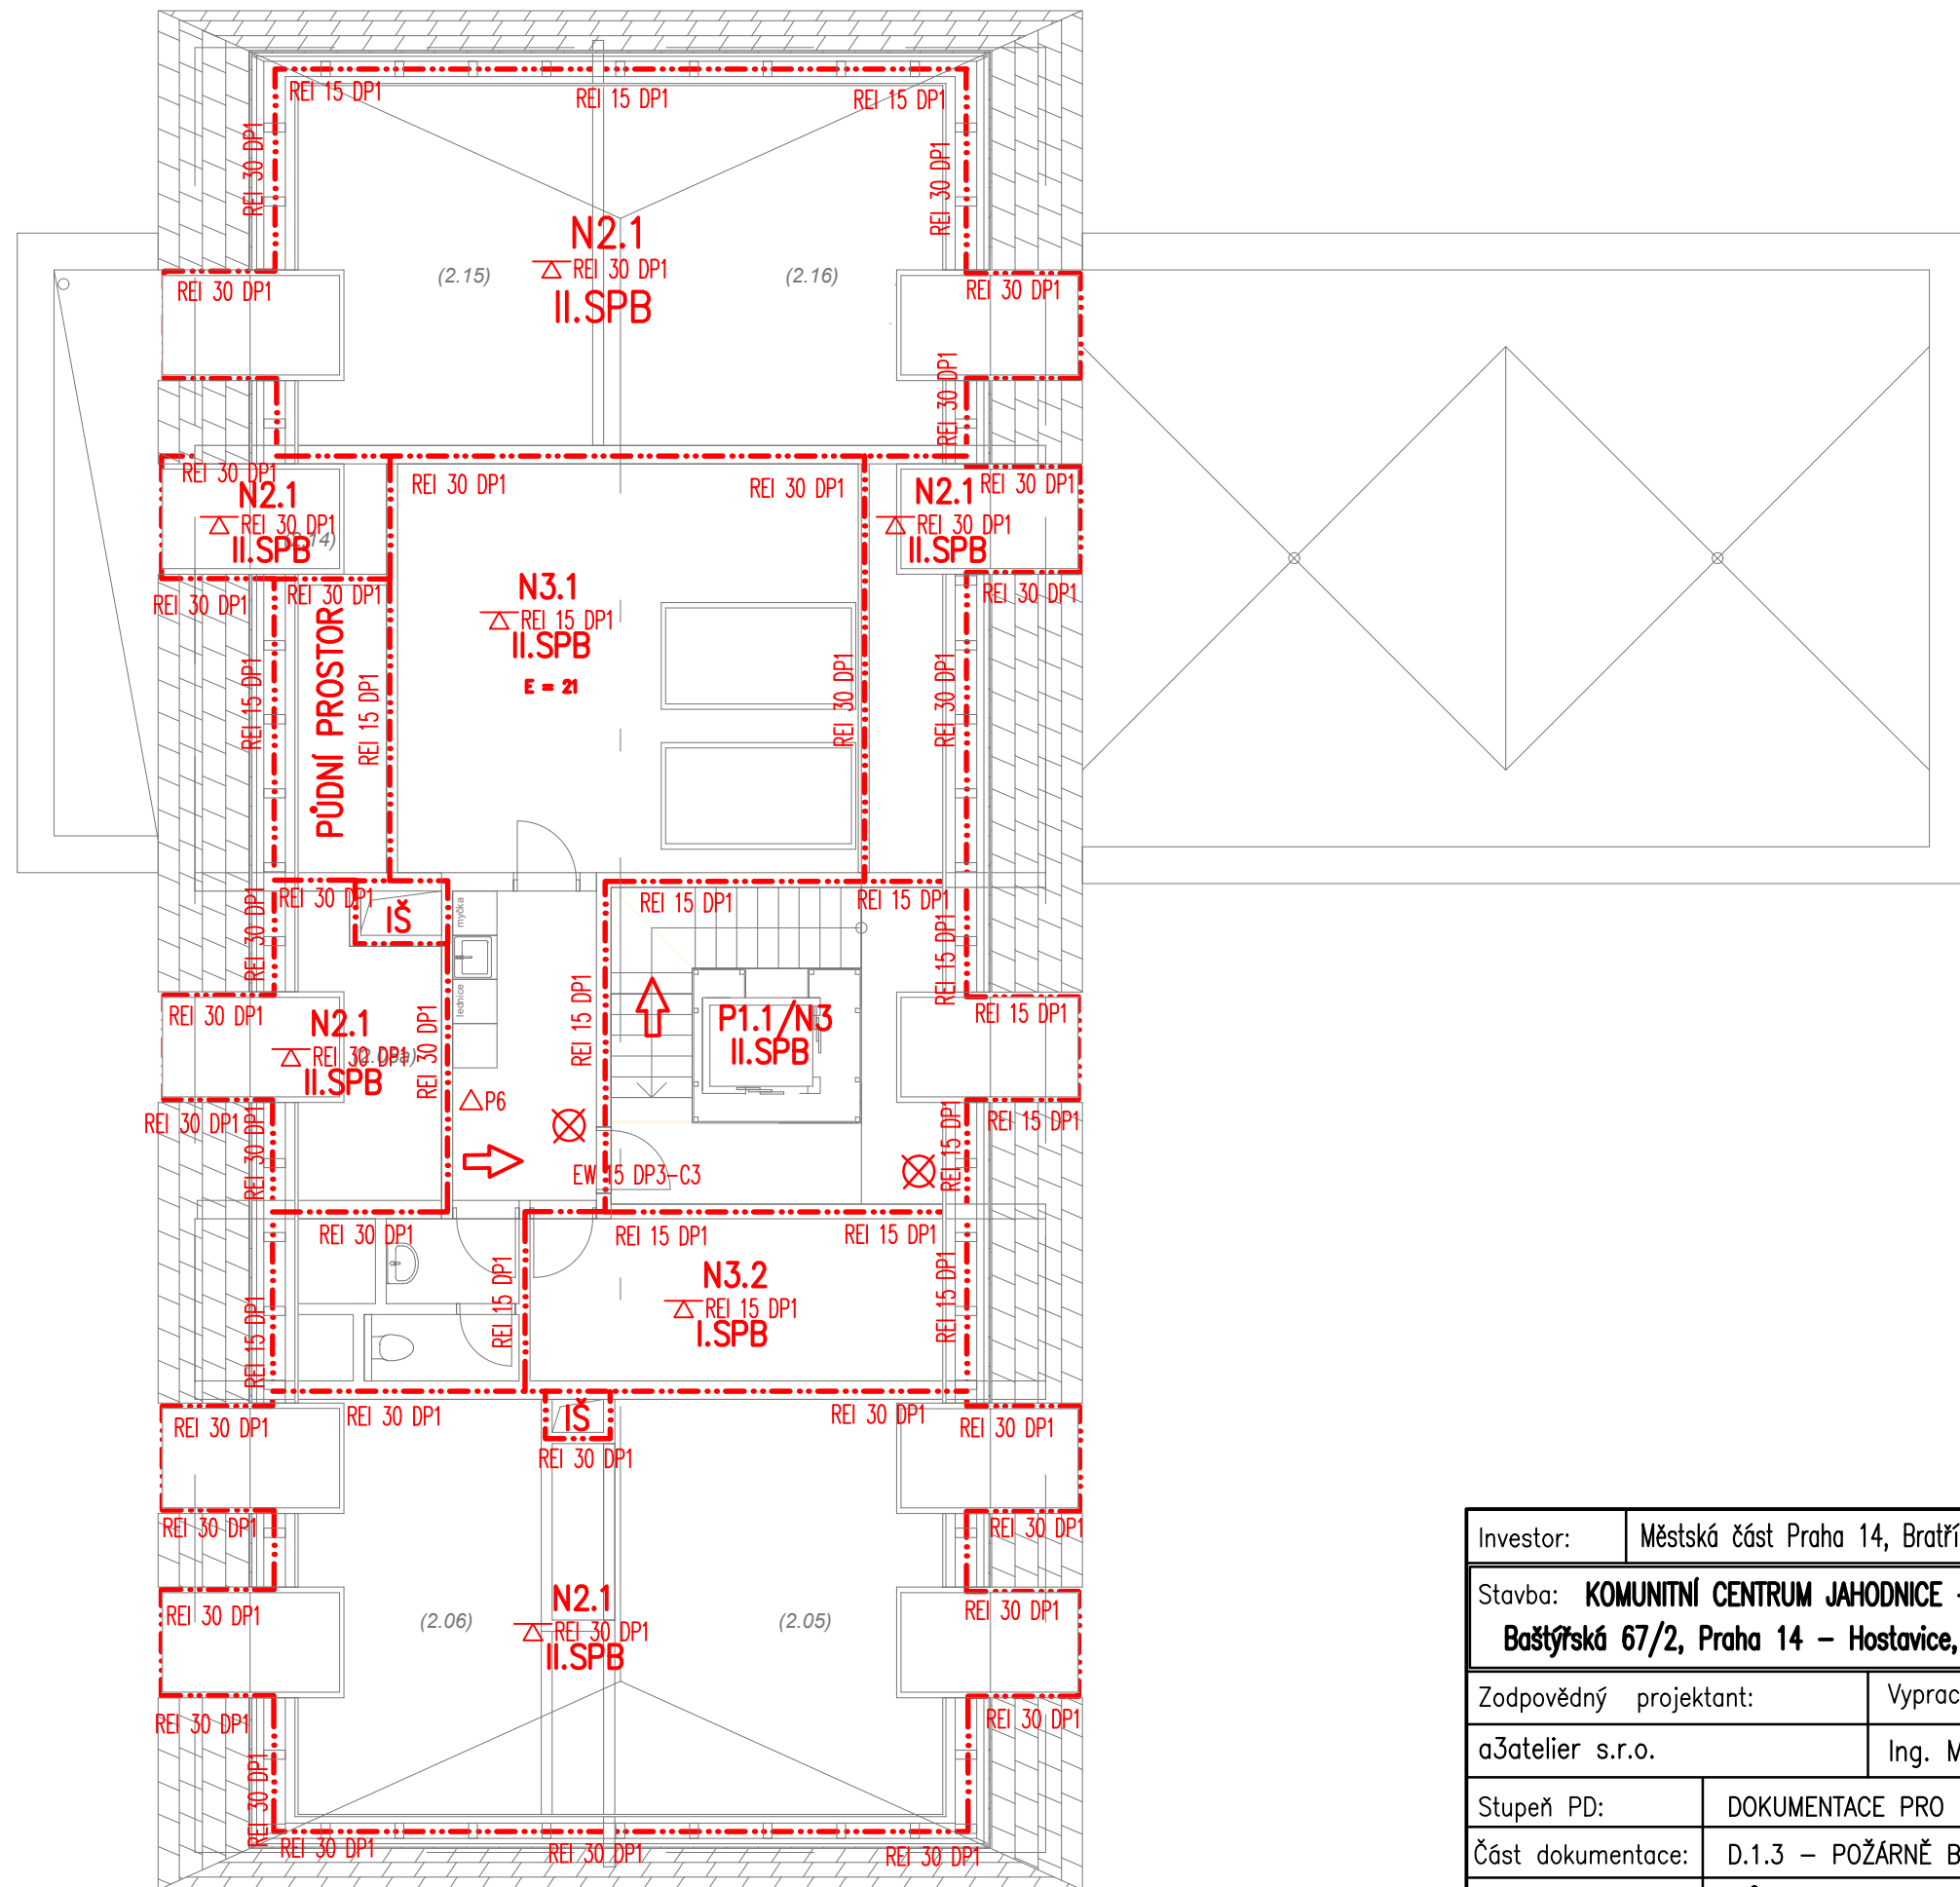 REI 15 DP1
REI 15 DP1
REI 15 DP1
REI 30 DP1
REI 30 DP1
N2.1
REI 30 DP1
II.SPB
(2.15)
(2.16)
REI 30 DP1
REI 30 DP1
REI 30 DP1
REI 30 DP1
N2.1
REI 30 DP1
II.SPB
REI 30 DP1
REI 30 DP1
N2.1
REI 30 DP1
REI 30 DP1
II.SPB
REI 30 DP1
REI 30 DP1
REI 30 DP1
N3.1
REI 15 DP1
II.SPB
E = 21
PŮDNÍ PROSTOR
REI 15 DP1
REI 15 DP1
REI 30 DP1
REI 30 DP1
REI 30 DP1
REI 30 DP1
IŠ
myčka
lednice
REI 15 DP1
REI 15 DP1
REI 15 DP1
REI 15 DP1
REI 30 DP1
N2.1
REI 30 DP1
II.SPB
REI 30 DP1
P1.1/N3
II.SPB
REI 15 DP1
P6
REI 30 DP1
REI 30 DP1
REI 15 DP1
REI 15 DP1
EW 15 DP3-C3
REI 30 DP1
REI 15 DP1
REI 15 DP1
N3.2
REI 15 DP1
I.SPB
REI 15 DP1
REI 15 DP1
REI 15 DP1
REI 30 DP1
REI 30 DP1
IŠ
REI 30 DP1
REI 30 DP1
REI 30 DP1
REI 30 DP1
REI 30 DP1
N2.1
REI 30 DP1
II.SPB
(2.06)
(2.05)
REI 30 DP1
REI 30 DP1
REI 30 DP1
REI 30 DP1
REI 30 DP1
REI 30 DP1
REI 30 DP1
REI 30 DP1
Investor: Městská část Praha 14, Bratří
Stavba: KOMUNITNÍ CENTRUM JAHODNICE -
Baštýřská 67/2, Praha 14 – Hostavice,
Zodpovědný projektant: Vyprac
a3atelier s.r.o. Ing. M
Stupeň PD: DOKUMENTACE PRO
Část dokumentace: D.1.3 – POŽÁRNĚ B